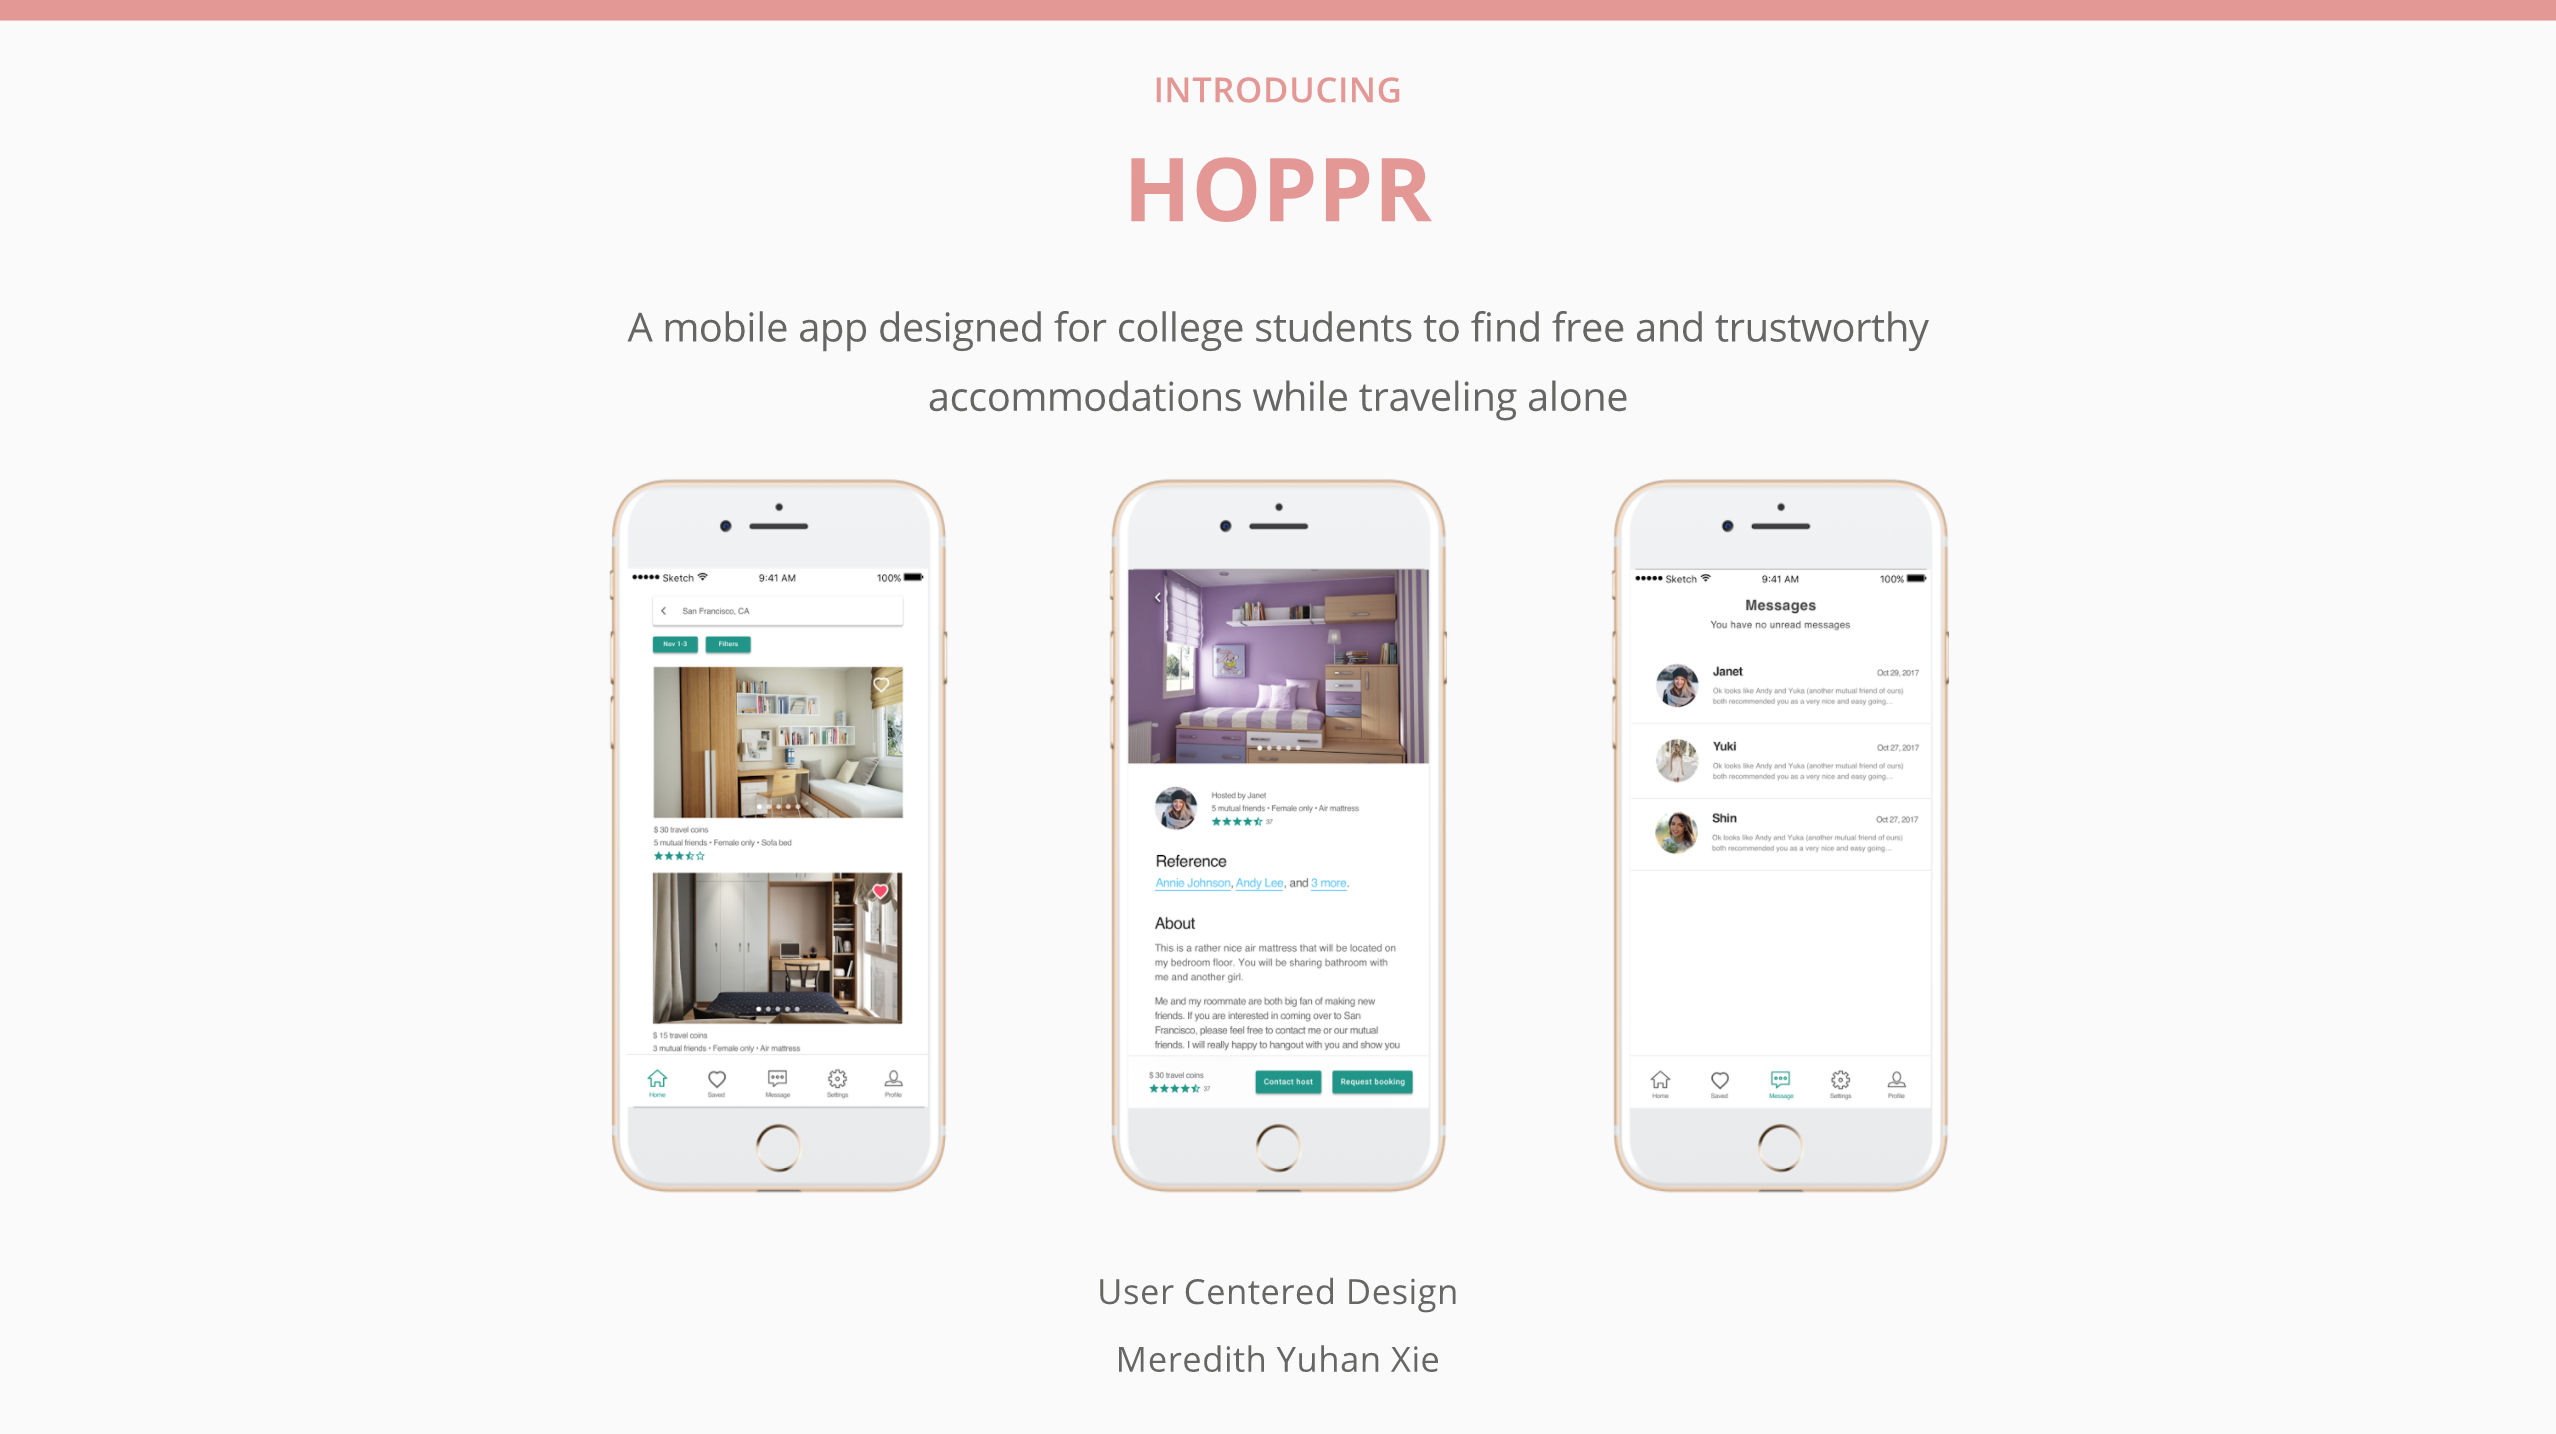 INTRODUCING
HOPPR
A mobile app designed for college students to find free and trustworthy
accommodations while traveling alone
Sketch
9:41 AM
100%
San Francisco, CA
Nov 1-3
Filters
$ 30 travel coins
5 mutual friends • Female only • Sofa bed
$ 15 travel coins
3 mutual friends • Female only • Air mattress
Home
Saved
Message
Settings
Profile
Hosted by Janet
5 mutual friends • Female only • Air mattress
37
Reference
Annie Johnson, Andy Lee, and 3 more.
About
This is a rather nice air mattress that will be located on
my bedroom floor. You will be sharing bathroom with
me and another girl.
Me and my roommate are both big fan of making new
friends. If you are interested in coming over to San
Francisco, please feel free to contact me or our mutual
friends. I will really happy to hangout with you and show you
$ 30 travel coins
37
Contact host
Request booking
Sketch
9:41 AM
100%
Messages
You have no unread messages
Janet
Oct 29, 2017
Ok looks like Andy and Yuka (another mutual friend of ours)
both recommended you as a very nice and easy going...
Yuki
Oct 27, 2017
Ok looks like Andy and Yuka (another mutual friend of ours)
both recommended you as a very nice and easy going...
Shin
Oct 27, 2017
Ok looks like Andy and Yuka (another mutual friend of ours)
both recommended you as a very nice and easy going...
Home
Saved
Message
Settings
Profile
User Centered Design
Meredith Yuhan Xie